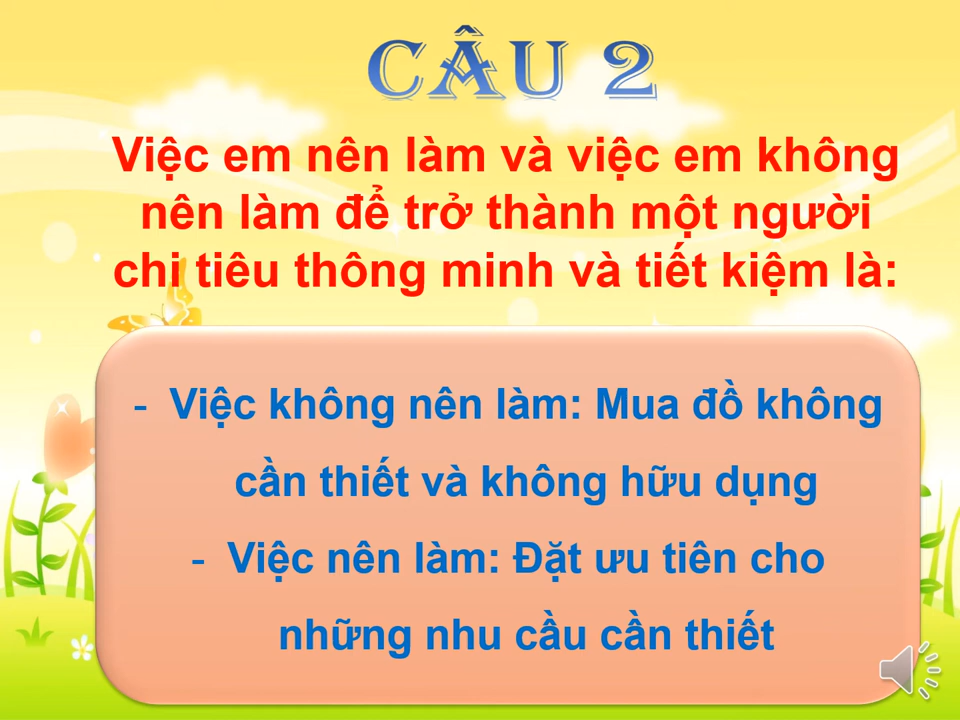 CÂU 2
Việc em nên làm và việc em không
nên làm để trở thành một người
chi tiêu thông minh và tiết kiệm là:
- Việc không nên làm: Mua đồ không
cần thiết và không hữu dụng
- Việc nên làm: Đặt ưu tiên cho
những nhu cầu cần thiết